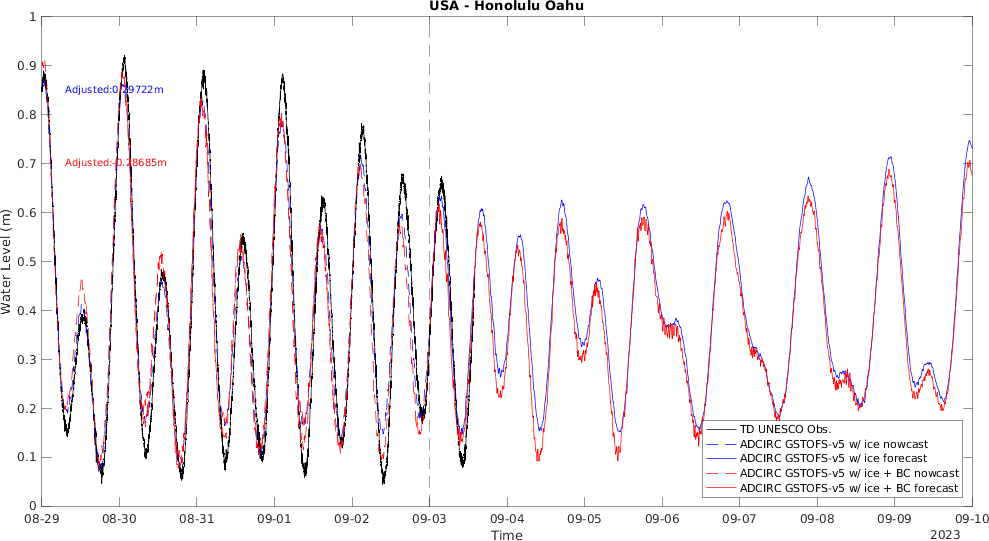 USA - Honolulu Oahu
1
0.9
0.8
0.7
0.6
0.5
0.4
0.3
0.2
0.1
0
Water Level (m)
Adjusted:0.29722m
Adjusted:-0.28685m
TD UNESCO Obs.
ADCIRC GSTOFS-v5 w/ ice nowcast
ADCIRC GSTOFS-v5 w/ ice forecast
ADCIRC GSTOFS-v5 w/ ice + BC nowcast
ADCIRC GSTOFS-v5 w/ ice + BC forecast
08-29 08-30 08-31 09-01 09-02 09-03 09-04 09-05 09-06 09-07 09-08 09-09 09-10
Time
2023